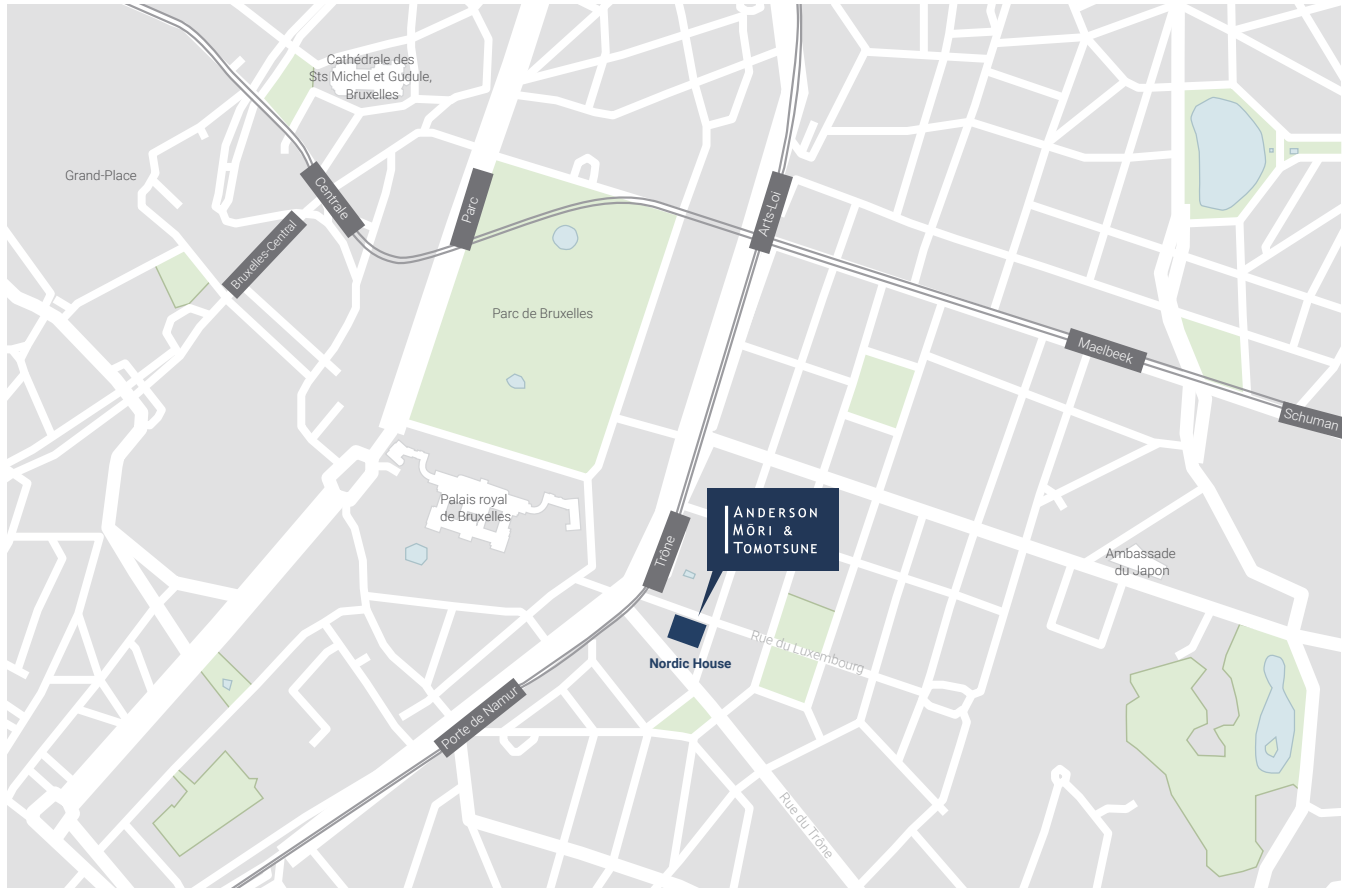 Cathédrale des
Sts Michel et Gudule,
Bruxelles
Grand-Place
Centrale
Parc
Arts-Loi
Bruxelles-Central
Parc de Bruxelles
Maelbeek
Schuman
Palais royal
de Bruxelles
ANDERSON
MŌRI &
TOMOTSUNE
Trône
Ambassade
du Japon
Rue du Luxembourg
Nordic House
Porte de Namur
Rue du Trône